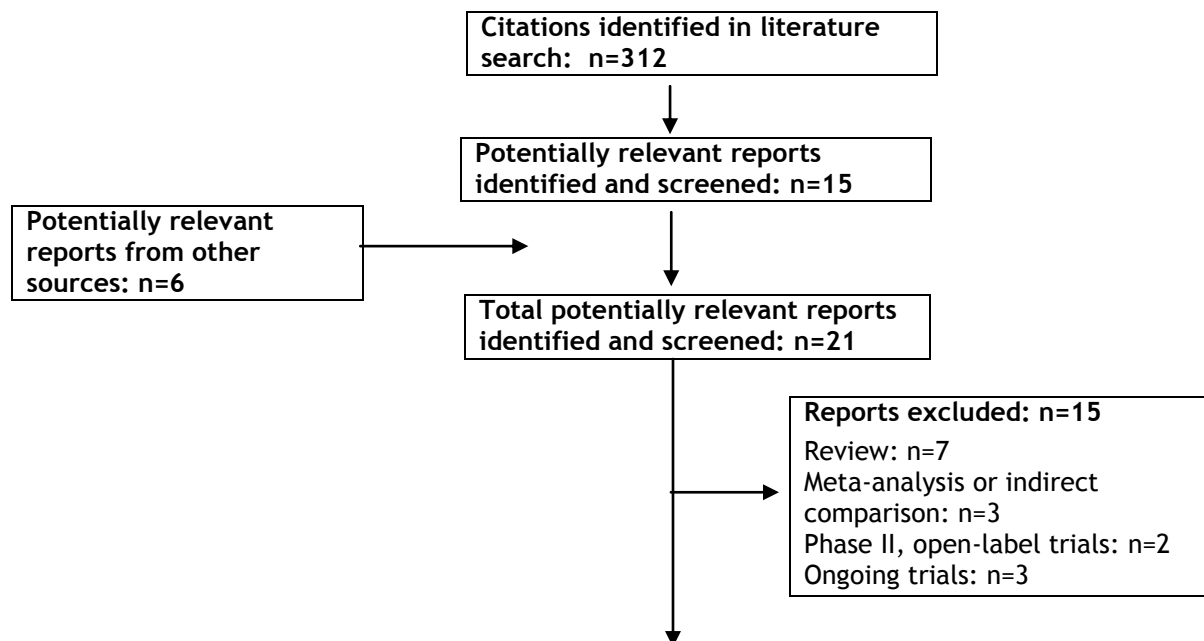 Citations identified in literature
search:  n=312
Potentially relevant reports
identified and screened: n=15
Potentially relevant
reports from other
sources: n=6
Total potentially relevant reports
identified and screened: n=21
Reports excluded: n=15
Review: n=7
Meta-analysis or indirect
comparison: n=3
Phase II, open-label trials: n=2
Ongoing trials: n=3